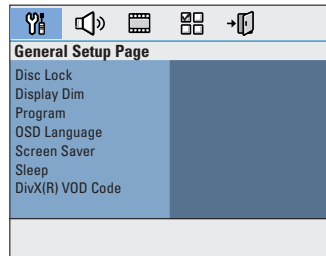 General Setup Page
Disc Lock
Display Dim
Program
OSD Language
Screen Saver
Sleep
DivX(R) VOD Code